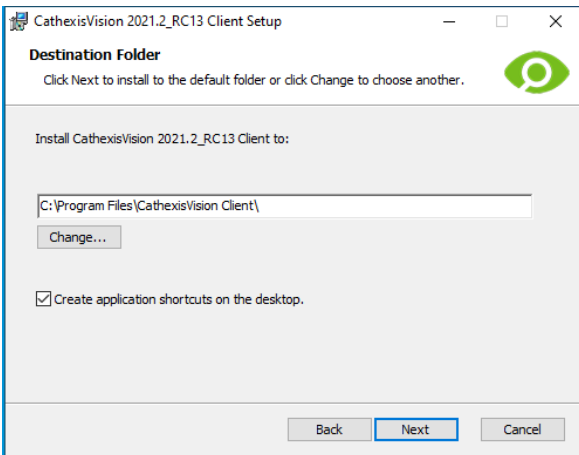 CathexisVision 2021.2_RC13 Client Setup
Destination Folder
Click Next to install to the default folder or click Change to choose another.
Install CathexisVision 2021.2_RC13 Client to:
C:\Program Files\CathexisVision Client\
Change...
Create application shortcuts on the desktop.
Back Next Cancel